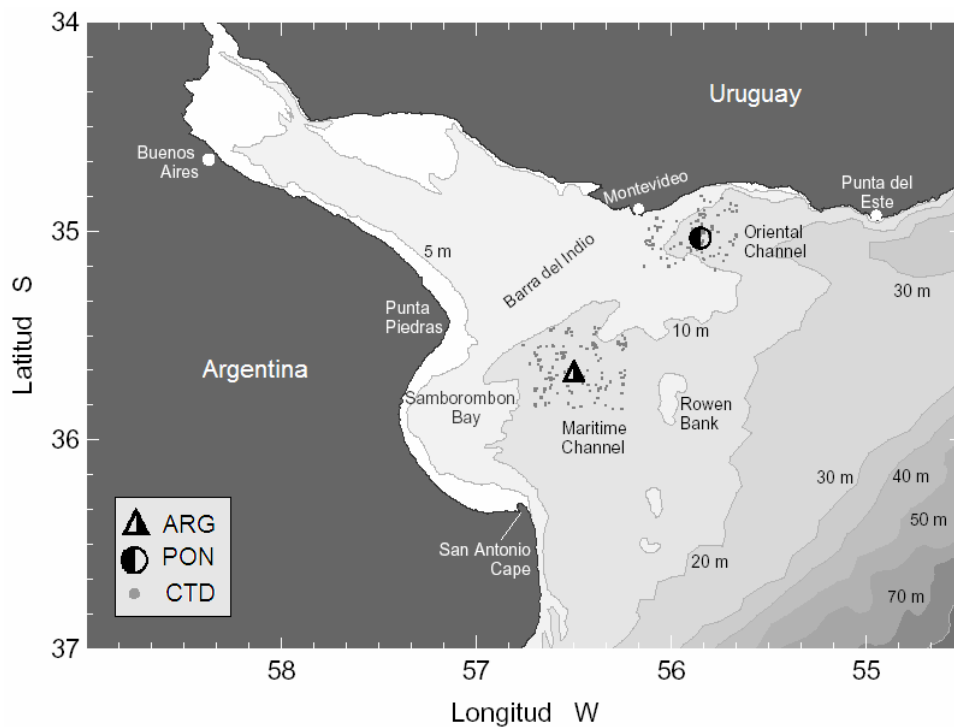 34
35
36
37
Latitud S
58
57
56
55
Longitud W
Uruguay
Buenos
Aires
Montevideo
Punta del
Este
Oriental
Channel
5 m
Barra del Indio
30 m
Punta
Piedras
10 m
Argentina
Samborombon
Bay
Maritime
Channel
Rowen
Bank
30 m
40 m
50 m
San Antonio
Cape
20 m
70 m
ARG
PON
CTD